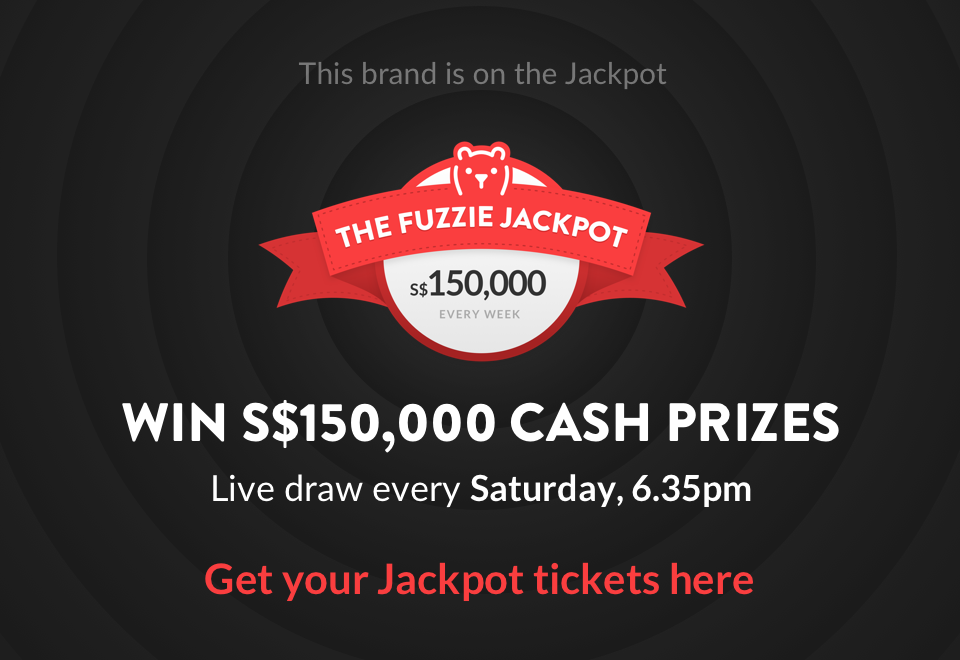 This brand is on the Jackpot
THE FUZZIE JACKPOT
S$150,000
EVERY WEEK
WIN S$150,000 CASH PRIZES
Live draw every Saturday, 6.35pm
Get your Jackpot tickets here